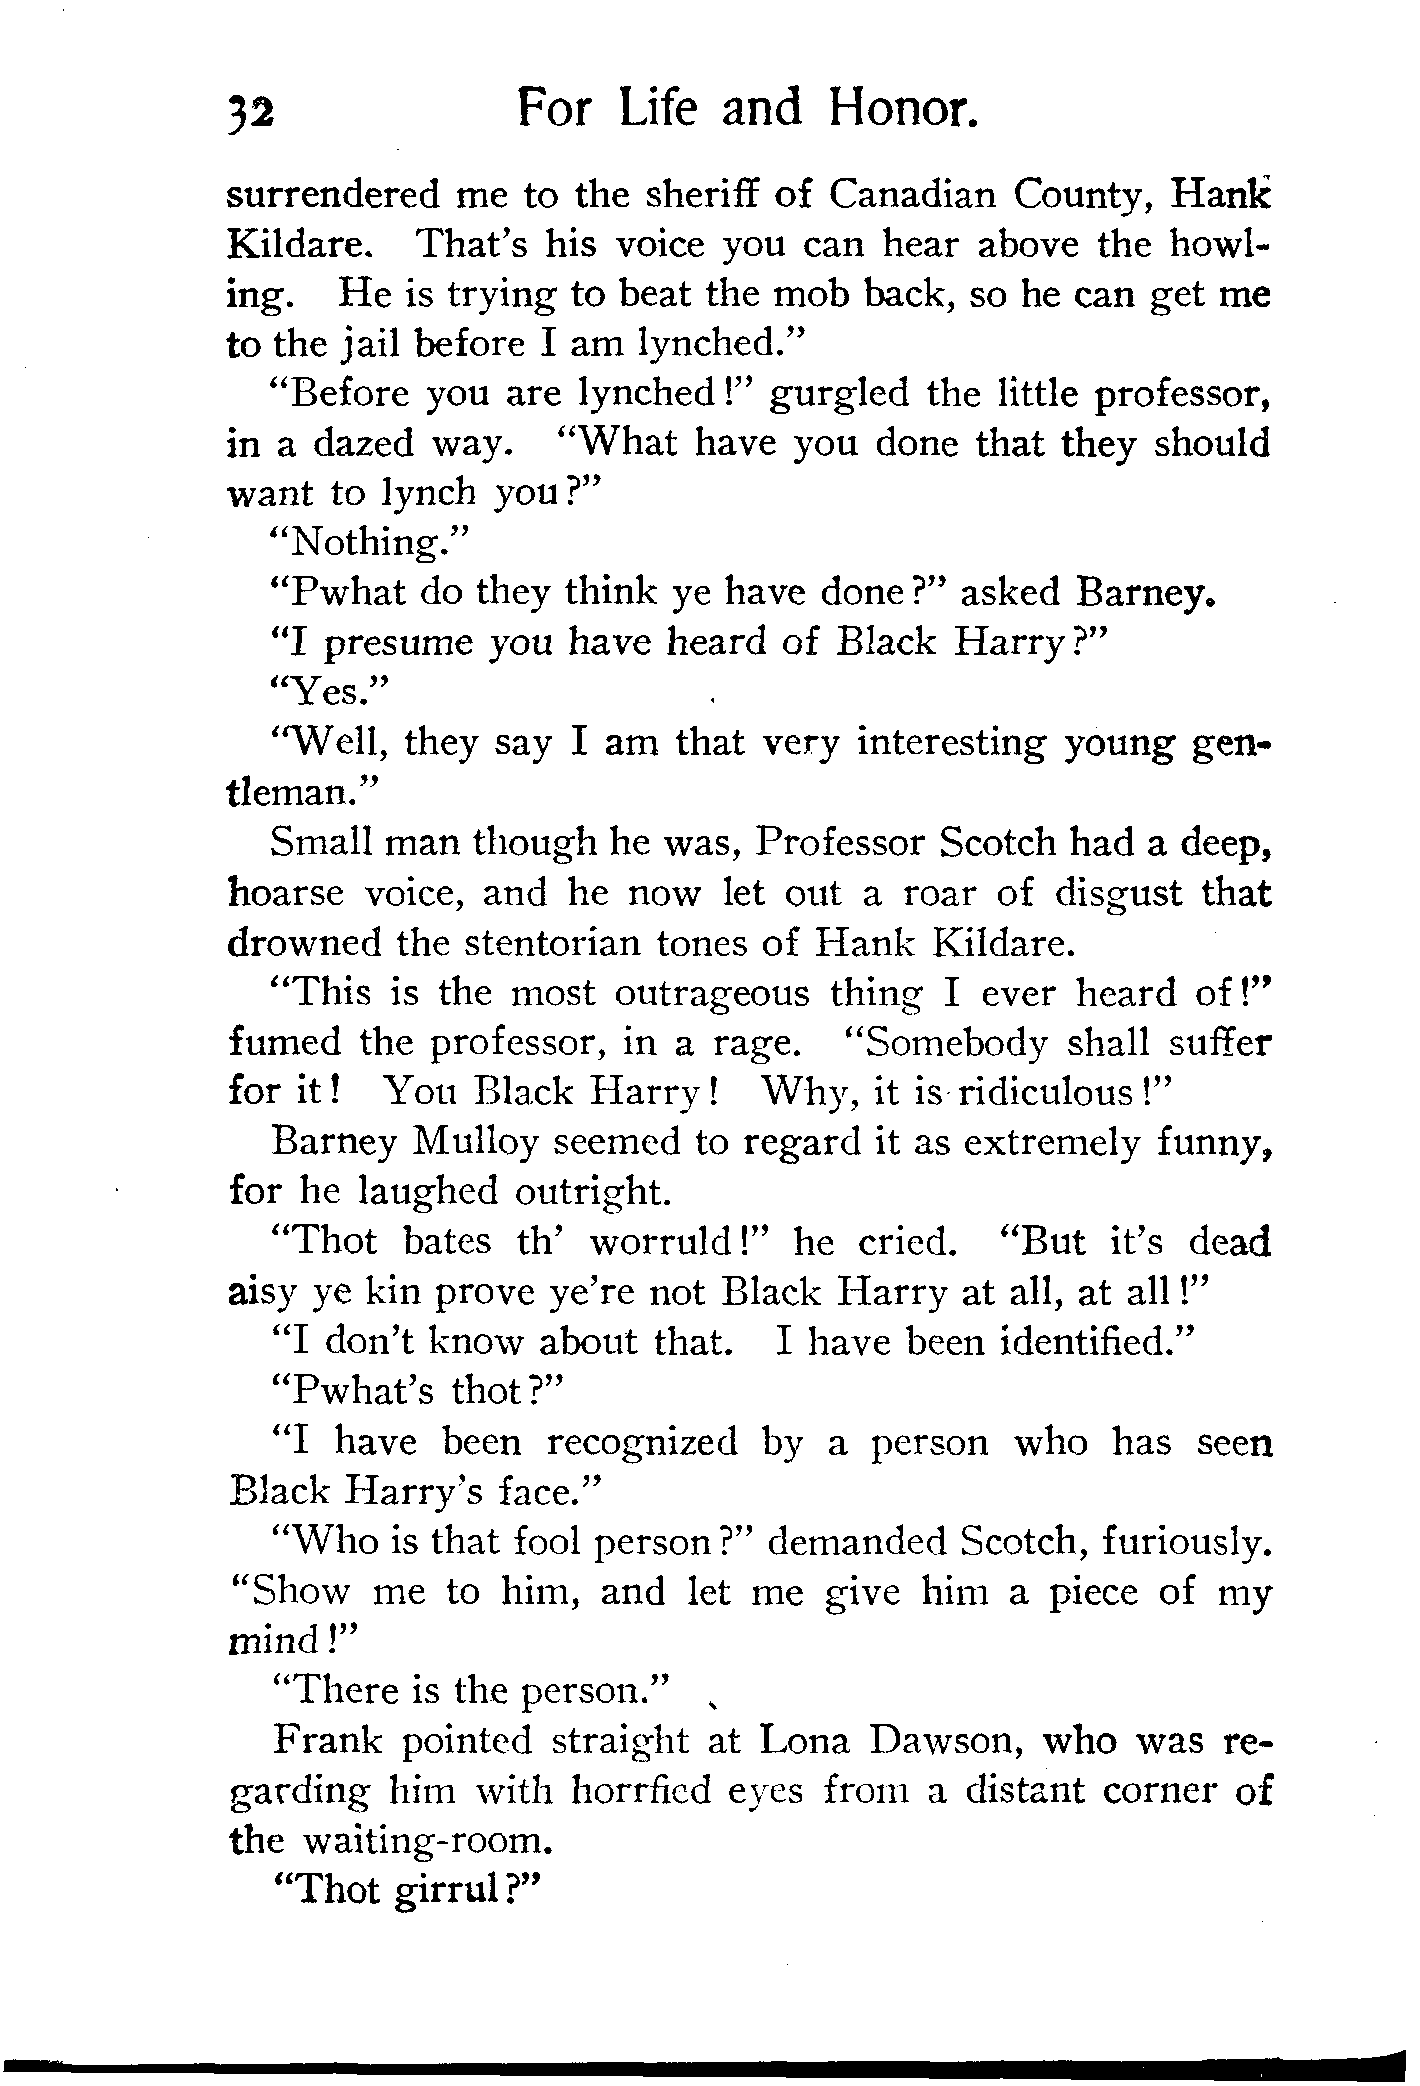 32 For Life and Honor.
surrendered me to the sheriff of Canadian County, Hank
Kildare. That's his voice you can hear above the howl-
ing. He is trying to beat the mob back, so he can get me
to the jail before I am lynched."
"Before you are lynched!" gurgled the little professor,
in a dazed way. "What have you done that they should
want to lynch you?"
"Nothing."
"Pwhat do they think ye have done?" asked Barney.
"I presume you have heard of Black Harry?"
"Yes."
"Well, they say I am that very interesting young gen-
tleman."
Small man though he was, Professor Scotch had a deep,
hoarse voice, and he now let out a roar of disgust that
drowned the stentorian tones of Hank Kildare.
"This is the most outrageous thing I ever heard of!"
fumed the professor, in a rage. "Somebody shall suffer
for it! You Black Harry! Why, it is ridiculous!"
Barney Mulloy seemed to regard it as extremely funny,
for he laughed outright.
"Thot bates th' worruld!" he cried. "But it's dead
aisy ye kin prove ye're not Black Harry at all, at all!"
"I don't know about that. I have been identified."
"Pwhat's thot?"
"I have been recognized by a person who has seen
Black Harry's face."
"Who is that fool person?" demanded Scotch, furiously.
"Show me to him, and let me give him a piece of my
mind!"
"There is the person."
Frank pointed straight at Lona Dawson, who was re-
garding him with horrfied eyes from a distant corner of
the waiting-room.
"Thot girrul?"